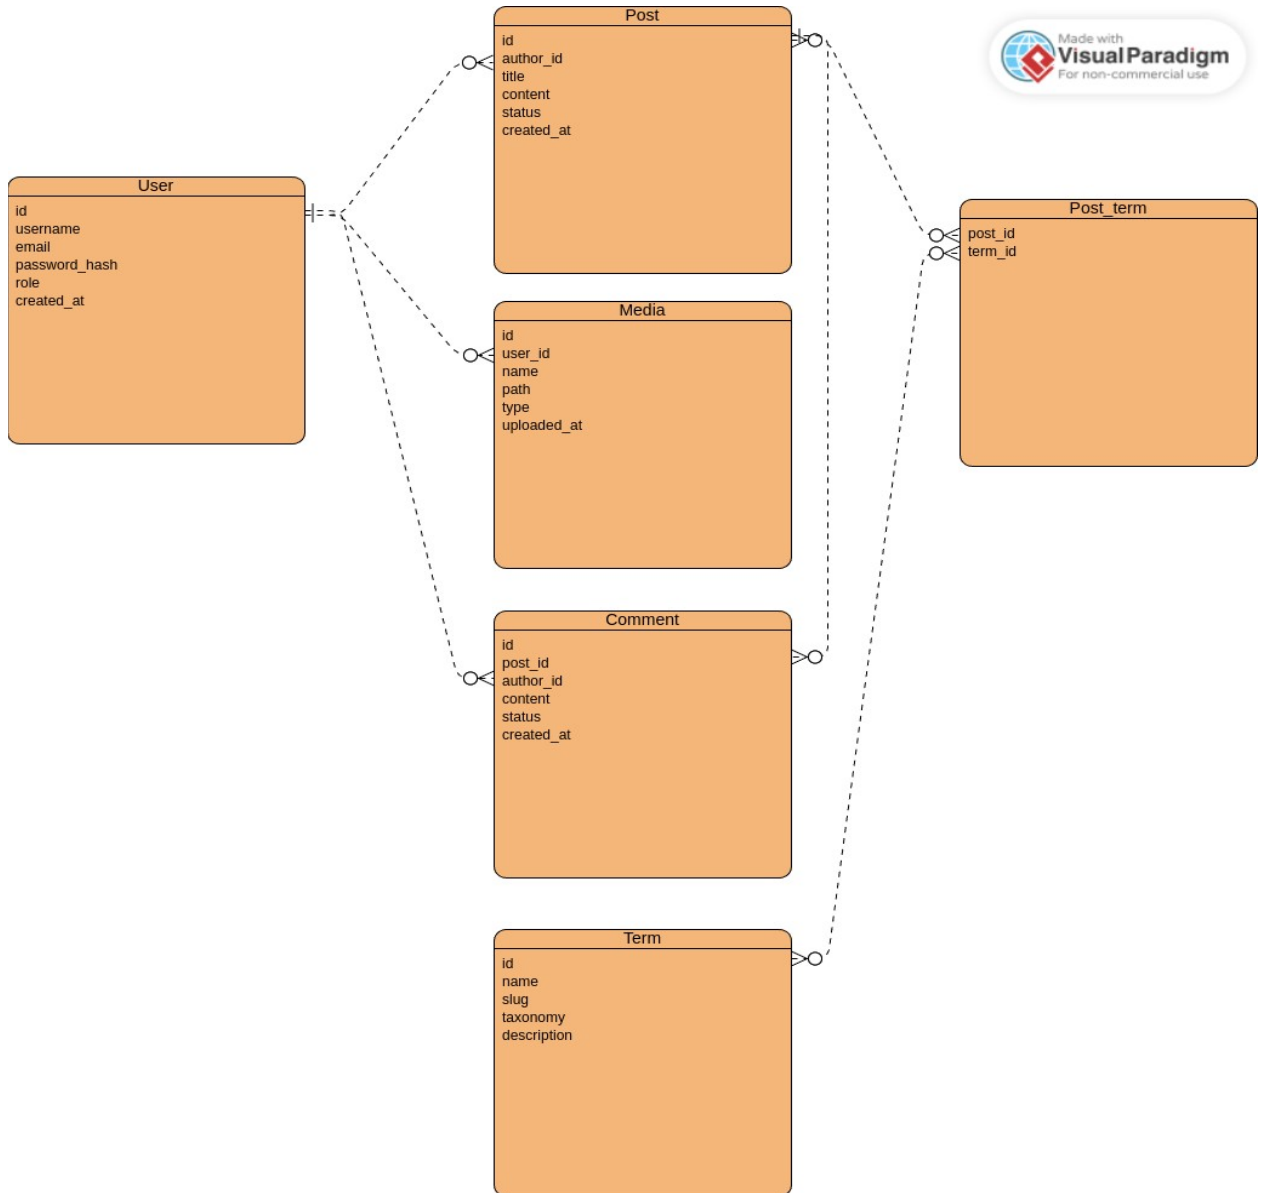 Post
id
author_id
title
content
status
created_at
Made with
Visual Paradigm
For non-commercial use
User
id
username
email
password_hash
role
created_at
Post_term
post_id
term_id
Media
id
user_id
name
path
type
uploaded_at
Comment
id
post_id
author_id
content
status
created_at
Term
id
name
slug
taxonomy
description